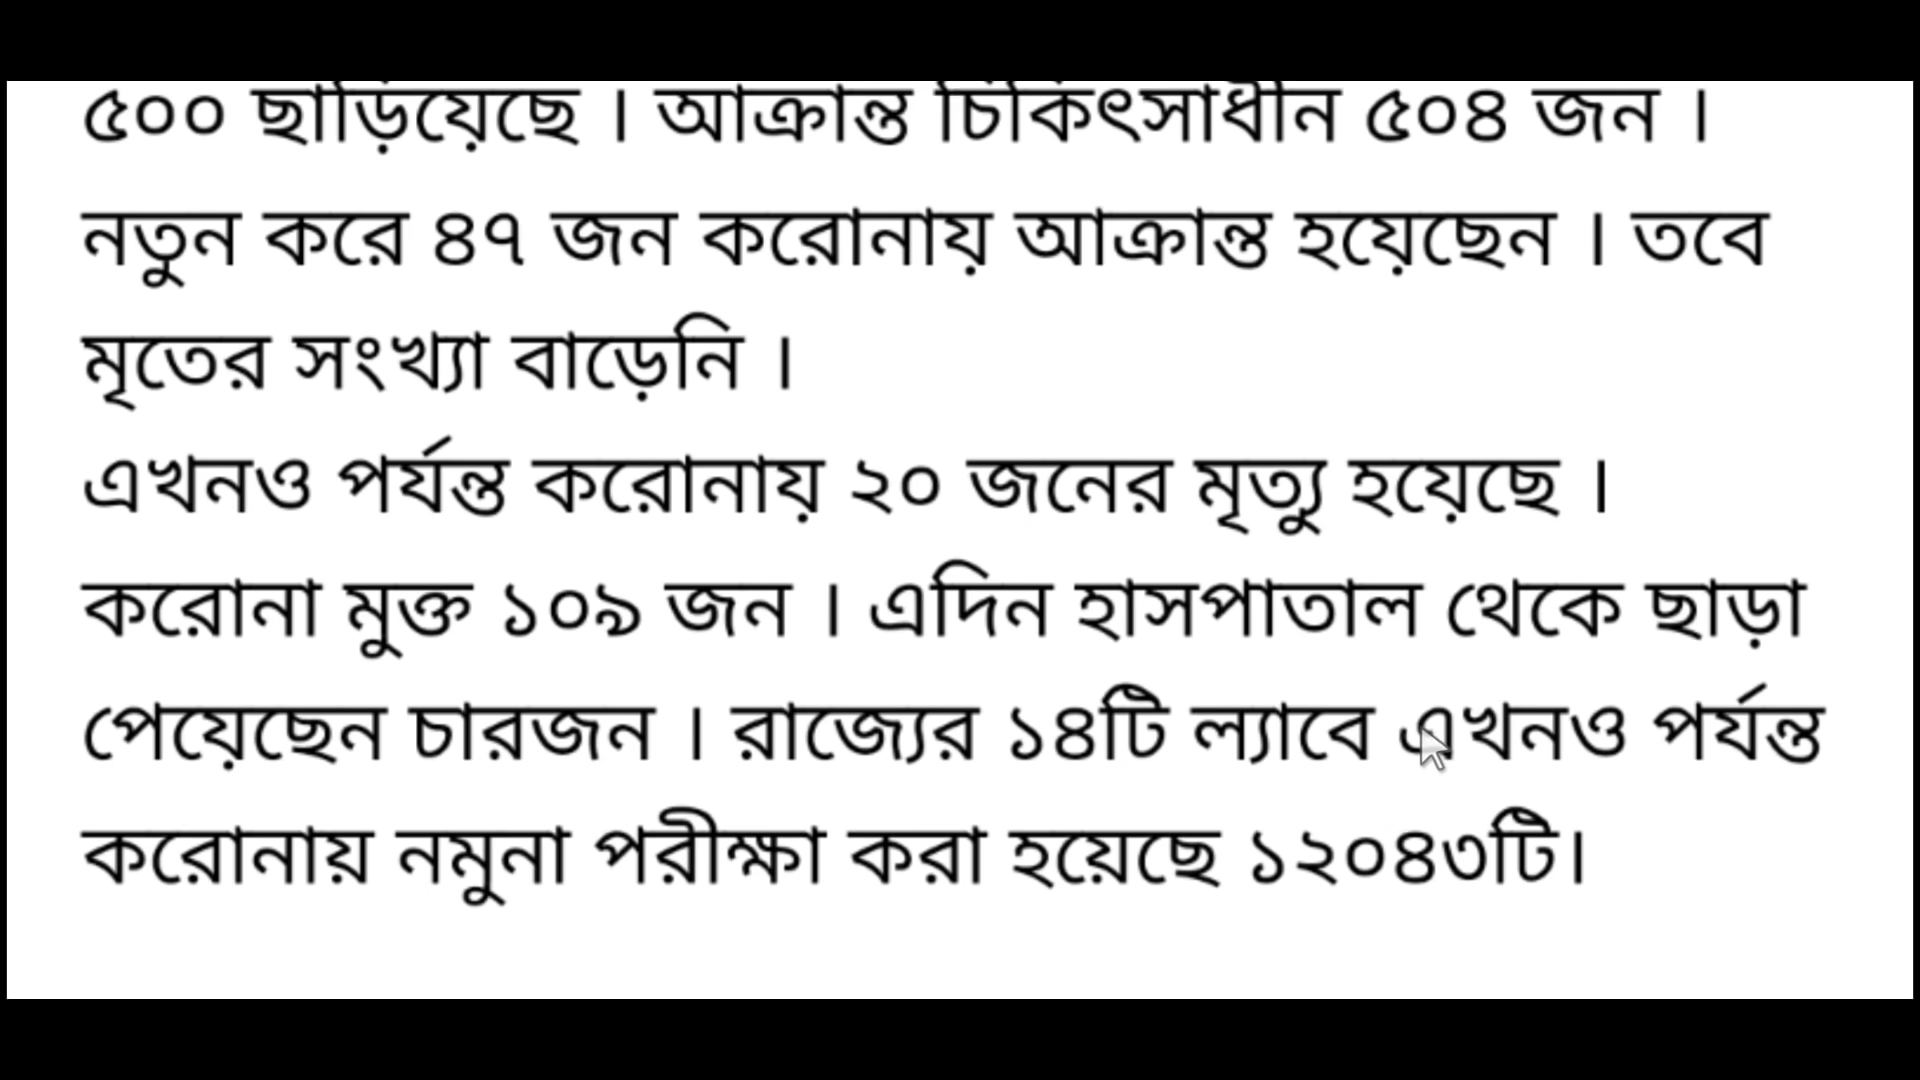 ৫০০ ছাড়িয়েছে । আক্রান্ত চিকিৎসাধীন ৫০৪ জন ।
নতুন করে ৪৭ জন করোনায় আক্রান্ত হয়েছেন । তবে
মৃতের সংখ্যা বাড়েনি ।
এখনও পর্যন্ত করোনায় ২০ জনের মৃত্যু হয়েছে ।
করোনা মুক্ত ১০৯ জন । এদিন হাসপাতাল থেকে ছাড়া
পেয়েছেন চারজন । রাজ্যের ১৪টি ল্যাবে এখনও পর্যন্ত
করোনায় নমুনা পরীক্ষা করা হয়েছে ১২০৪৩টি।